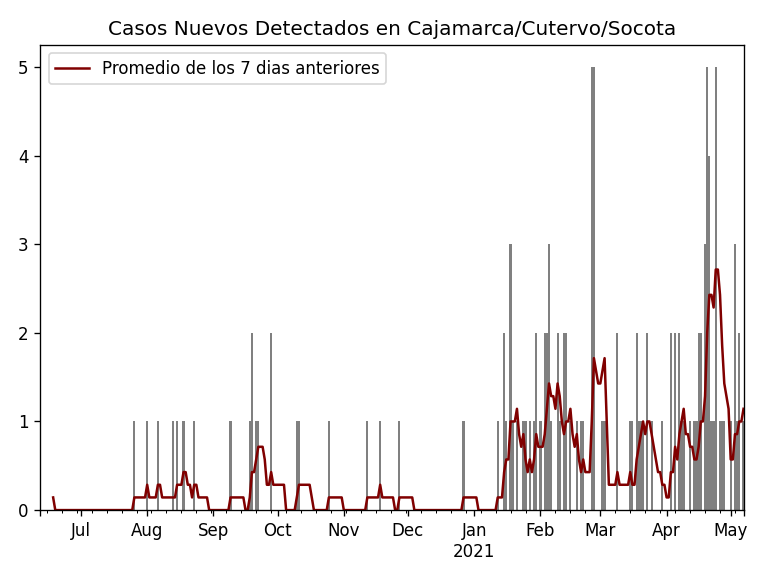 Casos Nuevos Detectados en Cajamarca/Cutervo/Socota
Promedio de los 7 dias anteriores
5
4
3
2
1
0
Jul Aug Sep Oct Nov Dec Jan Feb Mar Apr May
2021